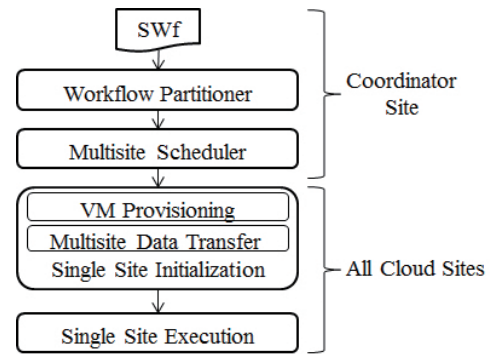 SWf
Workflow Partitioner
Multisite Scheduler
VM Provisioning
Multisite Data Transfer
Single Site Initialization
Single Site Execution
Coordinator
Site
All Cloud Sites